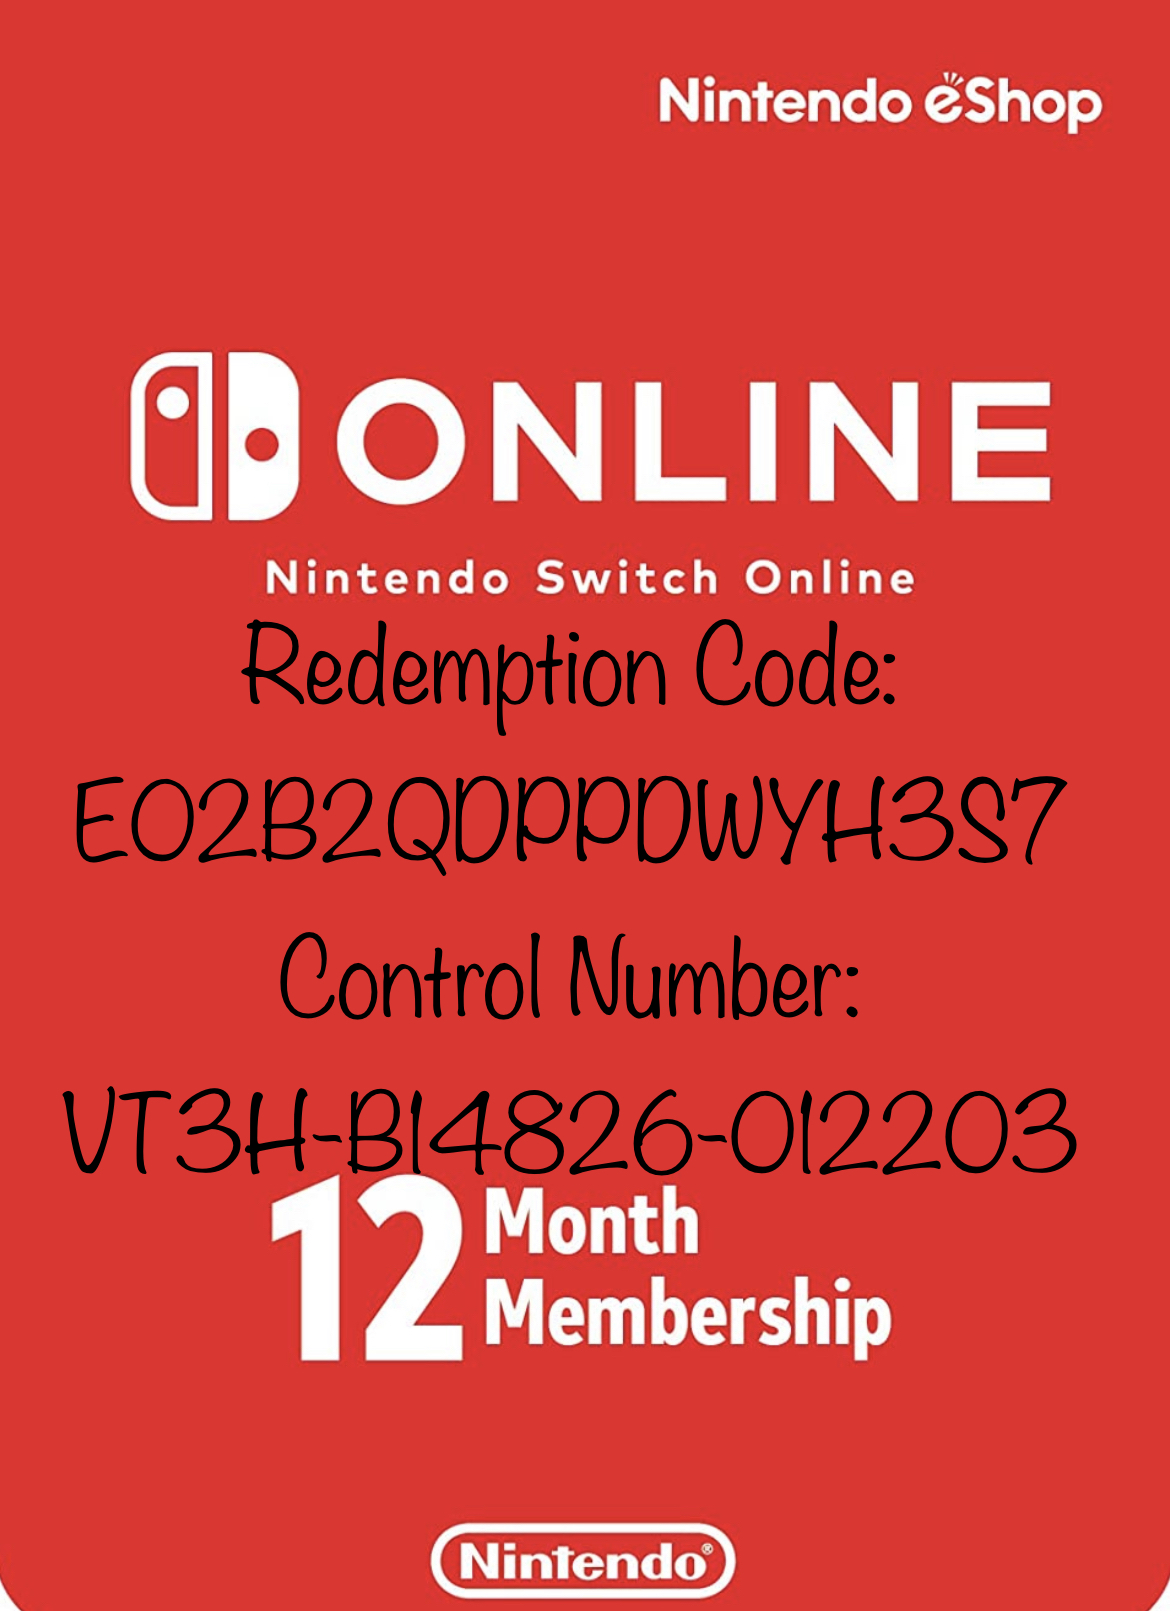 Nintendo eShop
ONLINE
Nintendo Switch Online
Redemption Code:
E02B2QDPPDWYH3S7
Control Number:
VT3H-B14826-012203
12 Month
Membership
Nintendo®